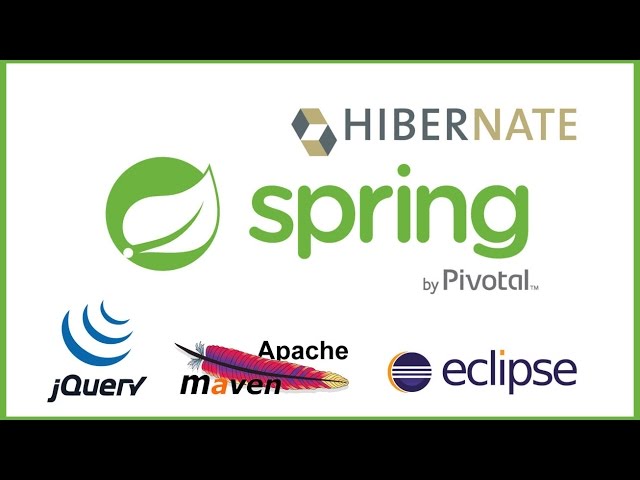 HIBERNATE
spring
by Pivotal™
jQuery
Apache
maven
eclipse